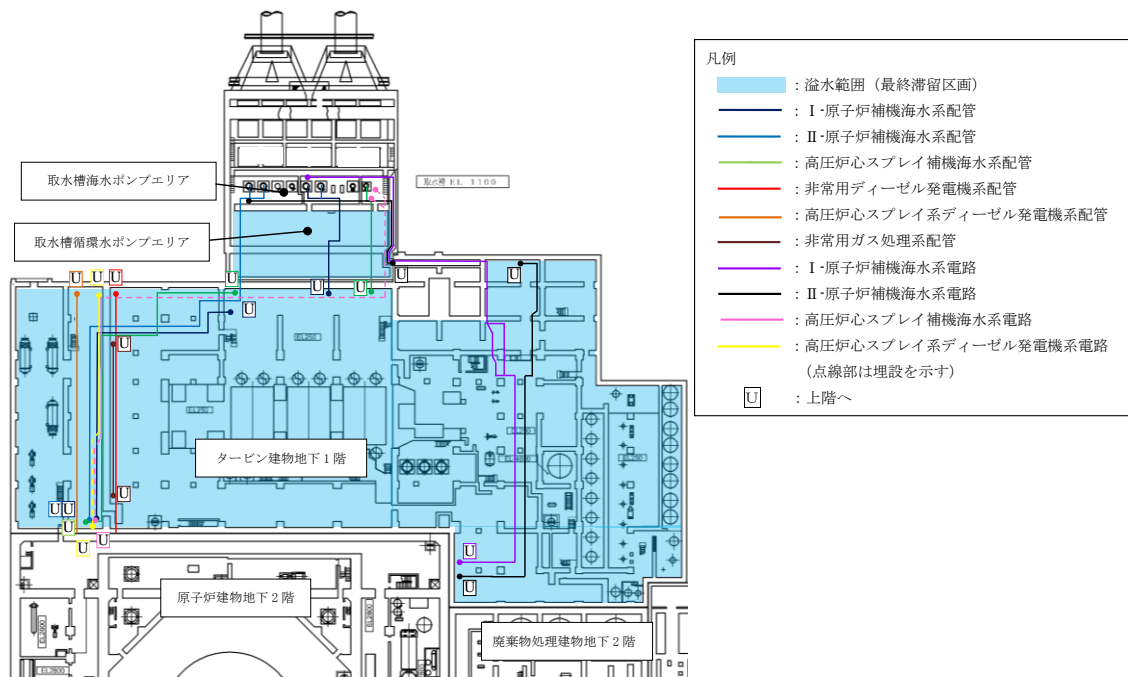 取水槽海水ポンプエリア
取水槽 EL 1100
取水槽循環水ポンプエリア
U
U
U
U
U
U
U
U
U
U
EL250
EL250
タービン建物地下1階
EL250
U
U U
U
U
U
U
U
原子炉建物地下2階
廃棄物処理建物地下2階
EL2600
EL2600
EL2600
凡例
：溢水範囲（最終滞留区画）
：Ⅰ-原子炉補機海水系配管
：Ⅱ-原子炉補機海水系配管
：高圧炉心スプレイ補機海水系配管
：非常用ディーゼル発電機系配管
：高圧炉心スプレイ系ディーゼル発電機系配管
：非常用ガス処理系配管
：Ⅰ-原子炉補機海水系電路
：Ⅱ-原子炉補機海水系電路
：高圧炉心スプレイ補機海水系電路
：高圧炉心スプレイ系ディーゼル発電機系電路
（点線部は埋設を示す）
U ：上階へ